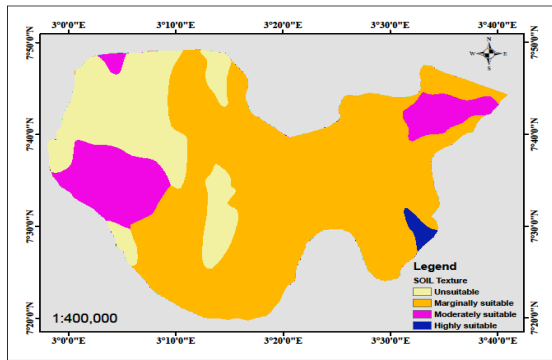 3°0'0"E 3°10'0"E 3°20'0"E 3°30'0"E 3°40'0"E
7°50'0"N 7°50'0"N
N
W E
S
7°40'0"N 7°40'0"N
7°30'0"N 7°30'0"N
7°20'0"N 7°20'0"N
Legend
SOIL Texture
Unsuitable
Marginally suitable
Moderately suitable
Highly suitable
1:400,000
3°0'0"E 3°10'0"E 3°20'0"E 3°30'0"E 3°40'0"E